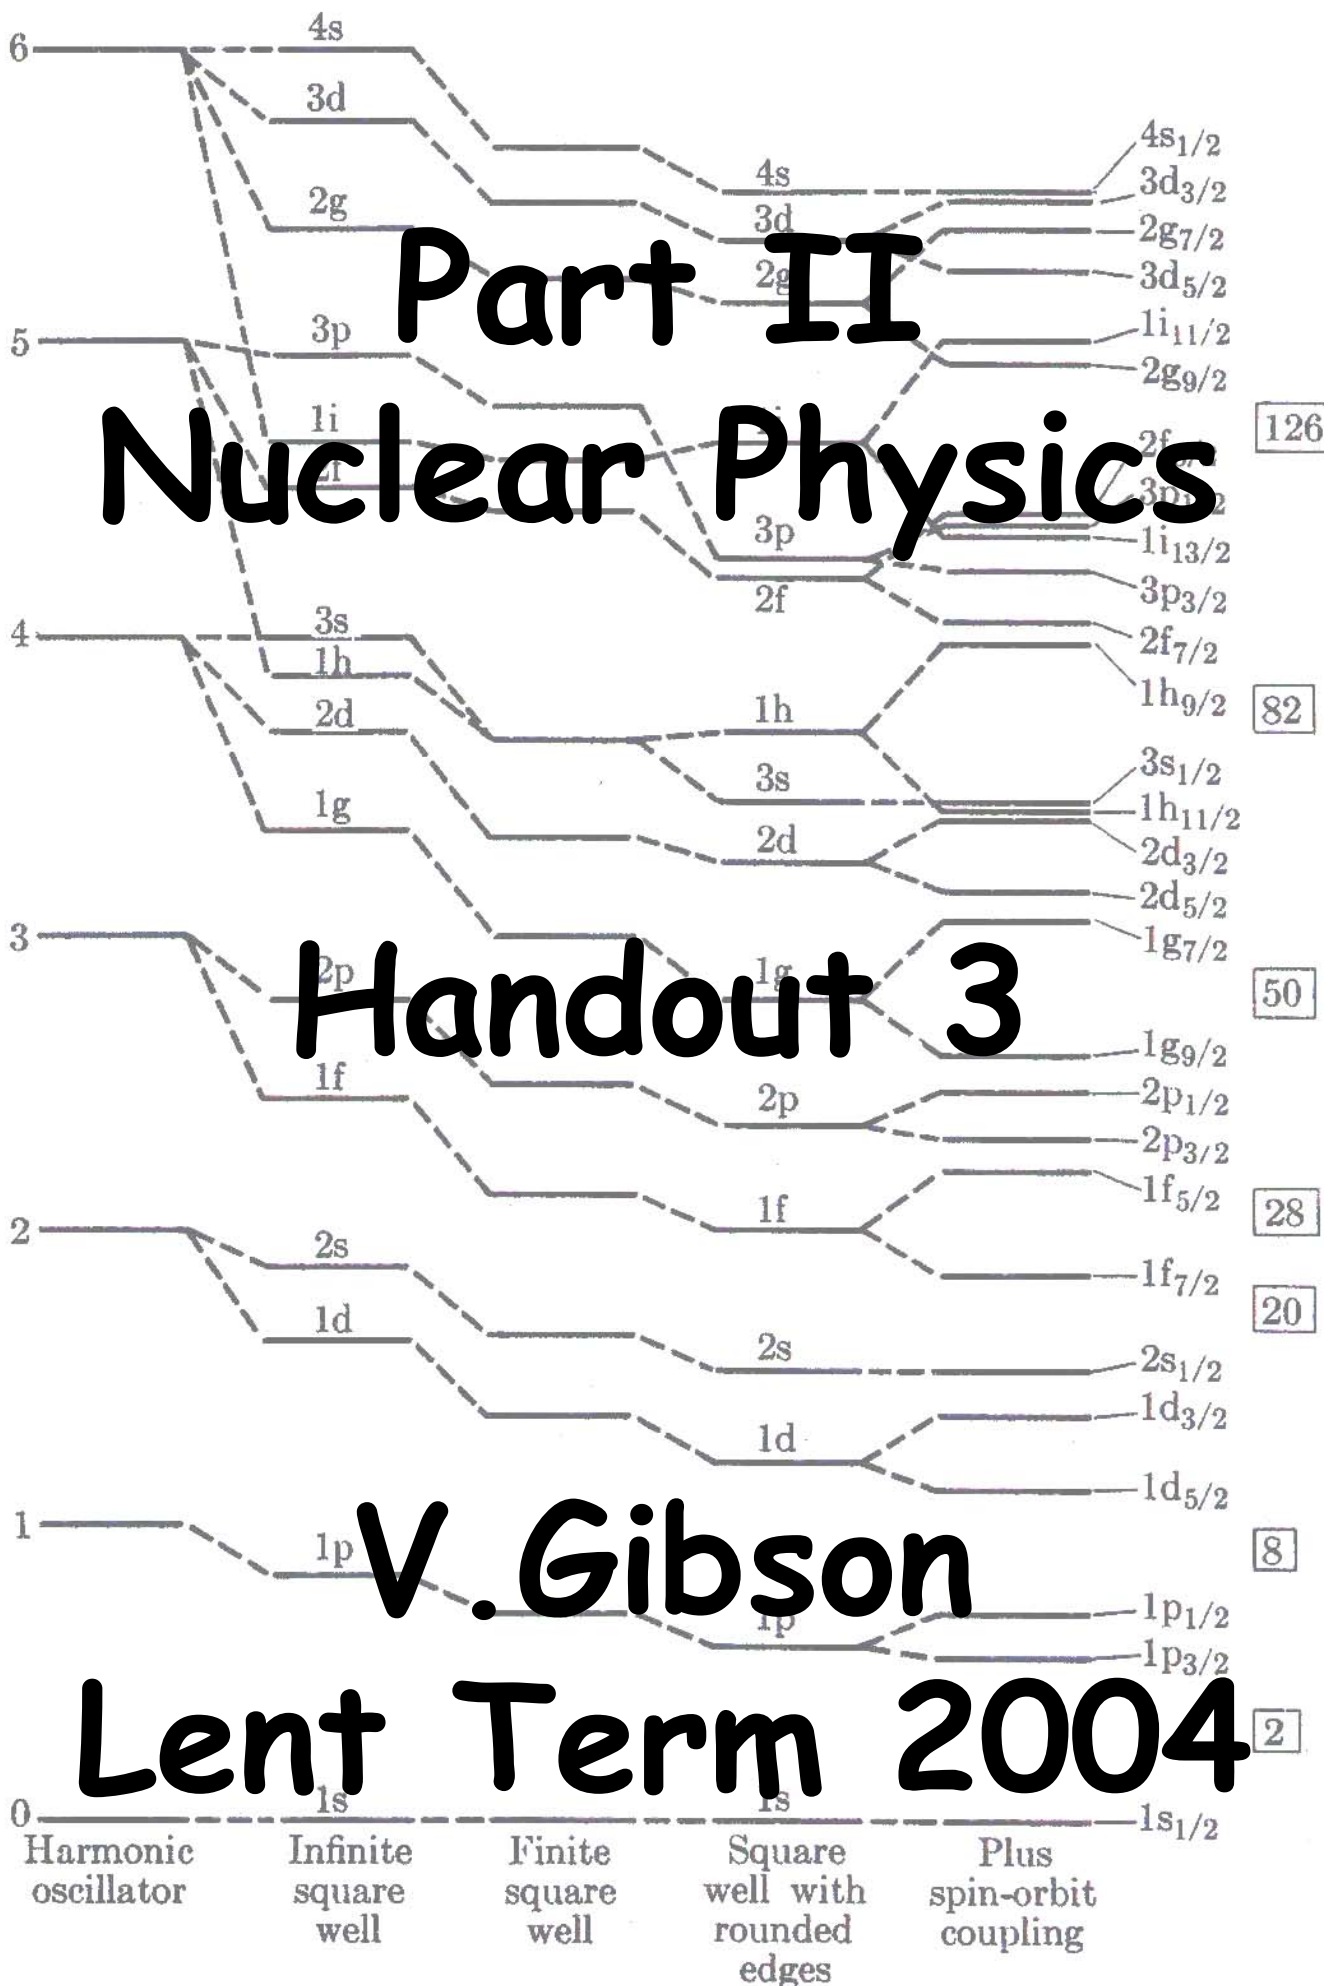 6
4s
3d
4s1/2
4s
3d3/2
2g
3d
2g7/2
Part II
3d5/2
5
3p
1i11/2
2g9/2
1i
126
Nuclear Physics
3p
1i13/2
2f
3p3/2
4
3s
2f7/2
1h
1h9/2
2d
1h
82
3s
3s1/2
1g
1h11/2
2d
2d3/2
2d5/2
3
1g7/2
2p
1g
50
Handout 3
1g9/2
1f
2p
2p1/2
2p3/2
1f
1f5/2
28
2
2s
1f7/2
1d
20
2s
2s1/2
1d3/2
1d
1d5/2
1
1p
8
V.Gibson
1p
1p1/2
1p3/2
Lent Term 2004
2
0
1s
1s
1s1/2
Harmonic oscillator
Infinite square well
Finite square well
Square well with rounded edges
Plus spin-orbit coupling